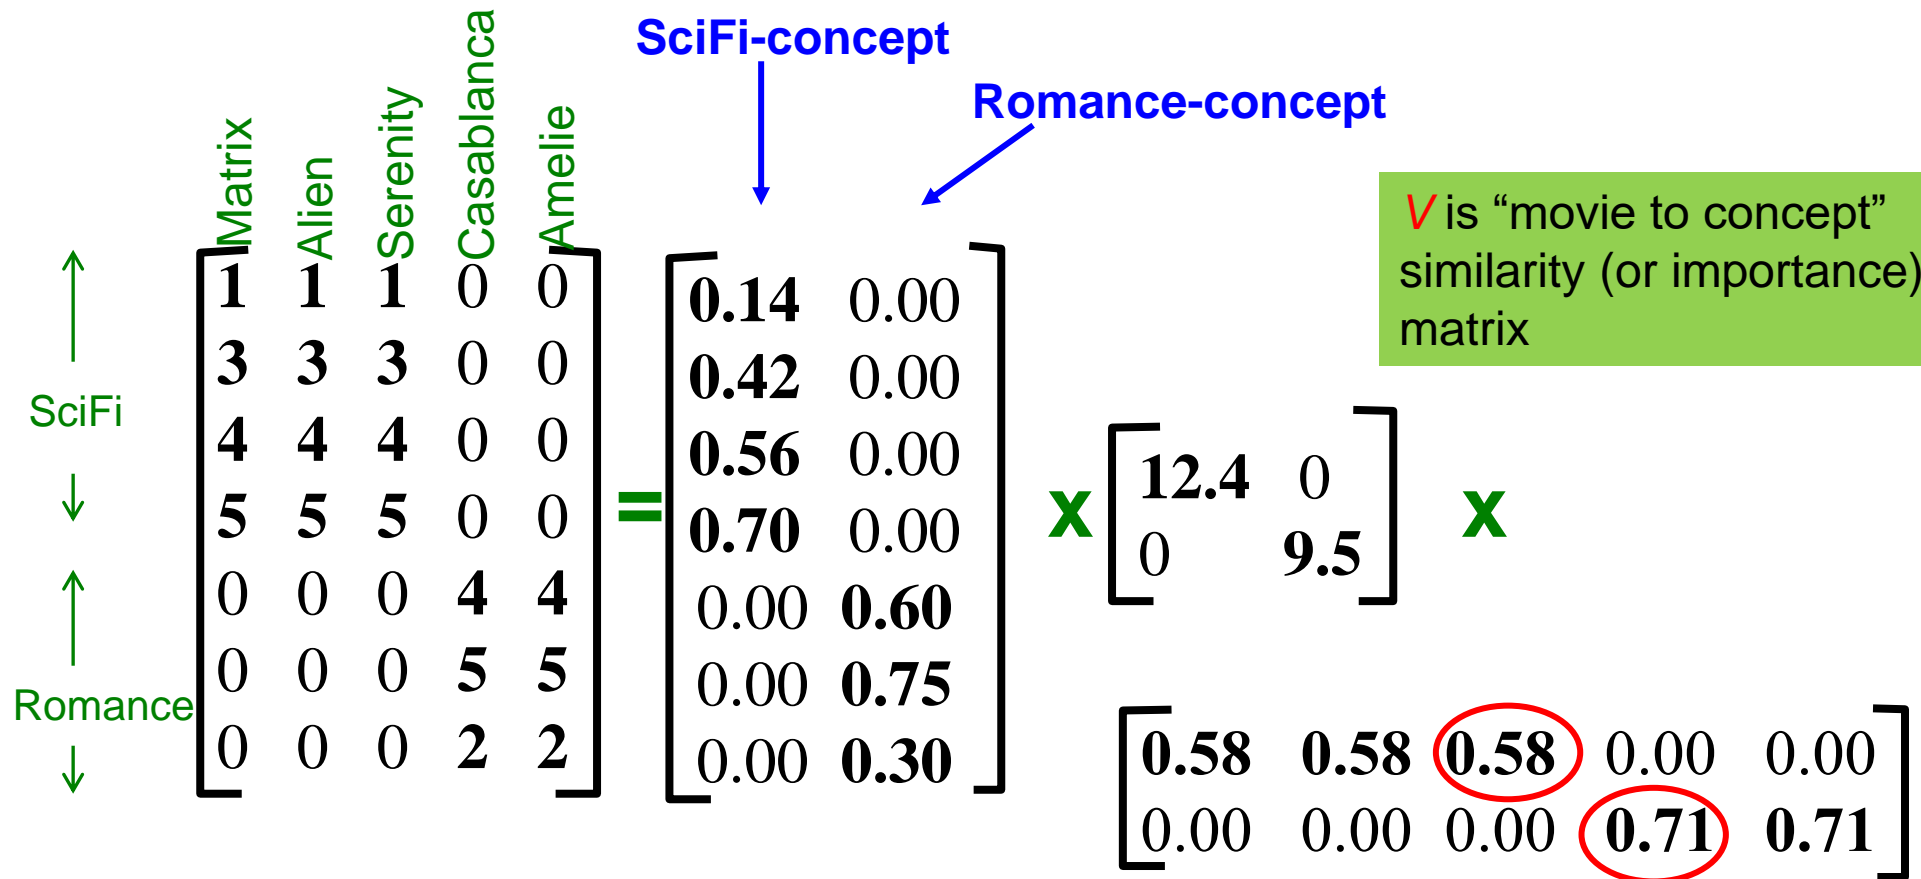 SciFi-concept
Romance-concept
Matrix
Alien
Serenity
Casablanca
Amelie
V is “movie to concept”
similarity (or importance)
matrix
SciFi
Romance
1 1 1 0 0
3 3 3 0 0
4 4 4 0 0
5 5 5 0 0
0 0 0 4 4
0 0 0 5 5
0 0 0 2 2
=
0.14 0.00
0.42 0.00
0.56 0.00
0.70 0.00
0.00 0.60
0.00 0.75
0.00 0.30
x
12.4 0
0 9.5
x
0.58 0.58 0.58 0.00 0.00
0.00 0.00 0.00 0.71 0.71